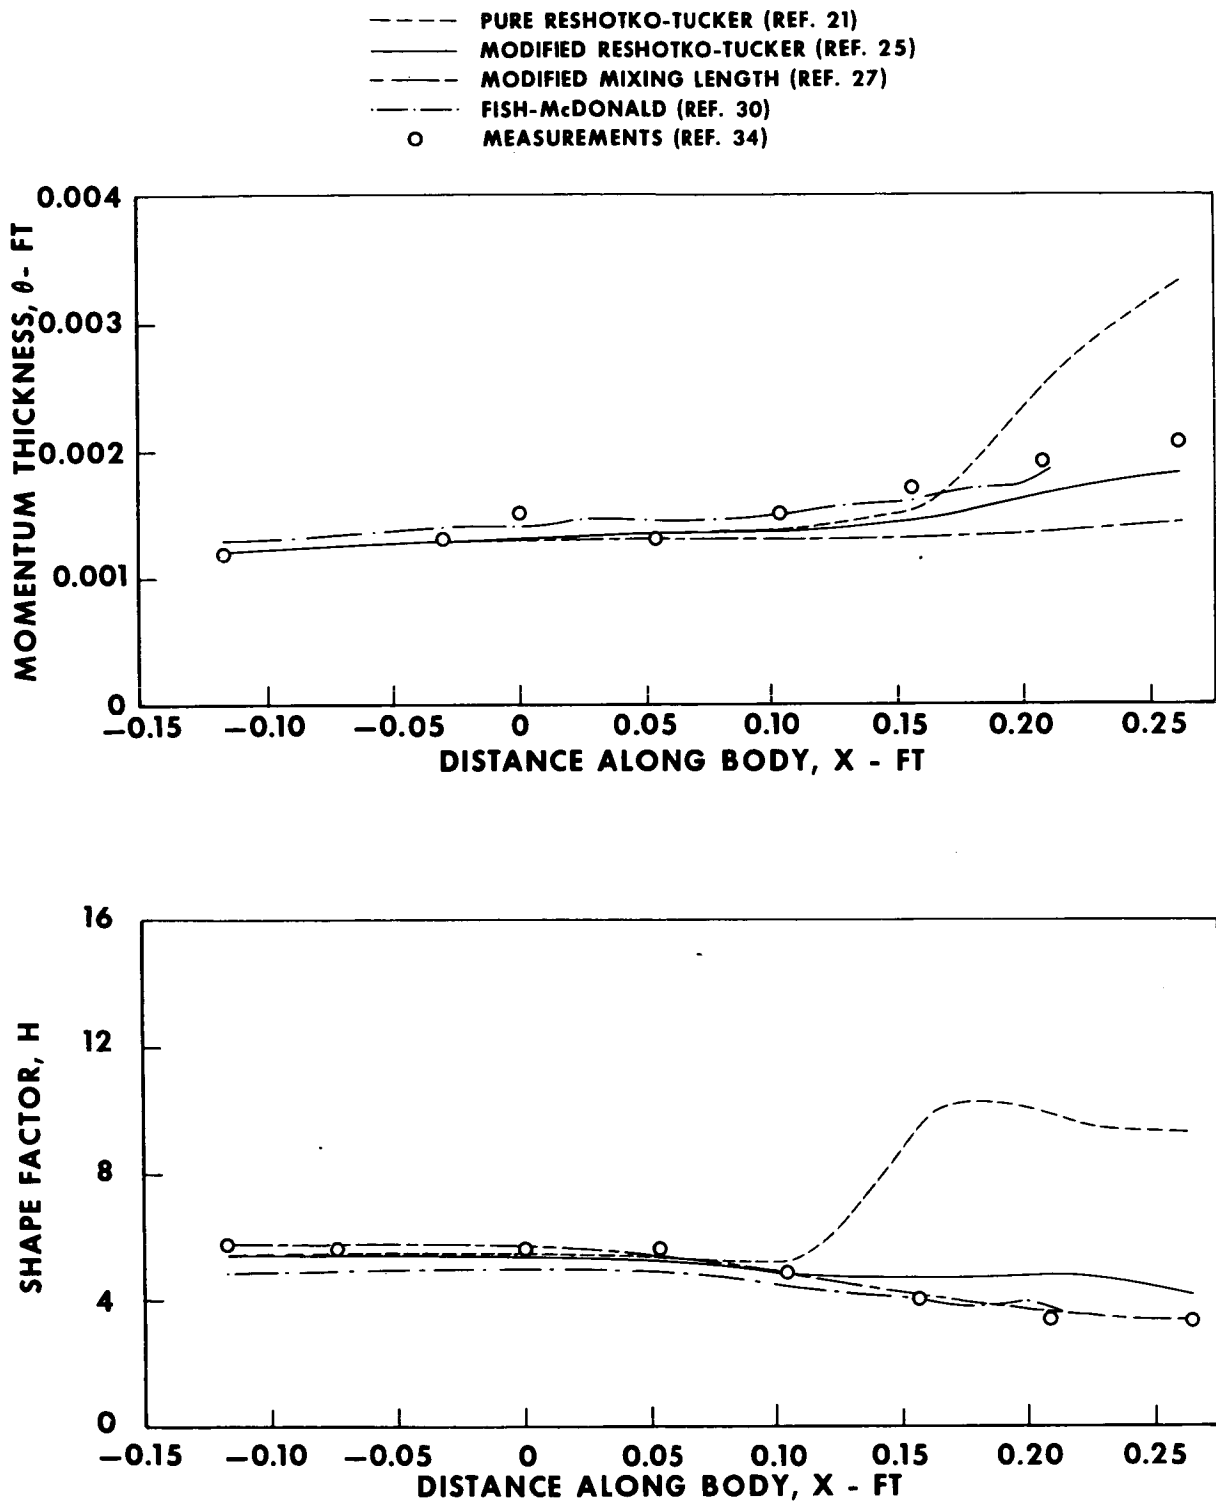 PURE RESHOTKO-TUCKER (REF. 21)
MODIFIED RESHOTKO-TUCKER (REF. 25)
MODIFIED MIXING LENGTH (REF. 27)
FISH-McDONALD (REF. 30)
MEASUREMENTS (REF. 34)
MOMENTUM THICKNESS, θ- FT
0.004
0.003
0.002
0.001
0
−0.15 −0.10 −0.05 0 0.05 0.10 0.15 0.20 0.25
DISTANCE ALONG BODY, X - FT
SHAPE FACTOR, H
16
12
8
4
0
−0.15 −0.10 −0.05 0 0.05 0.10 0.15 0.20 0.25
DISTANCE ALONG BODY, X - FT